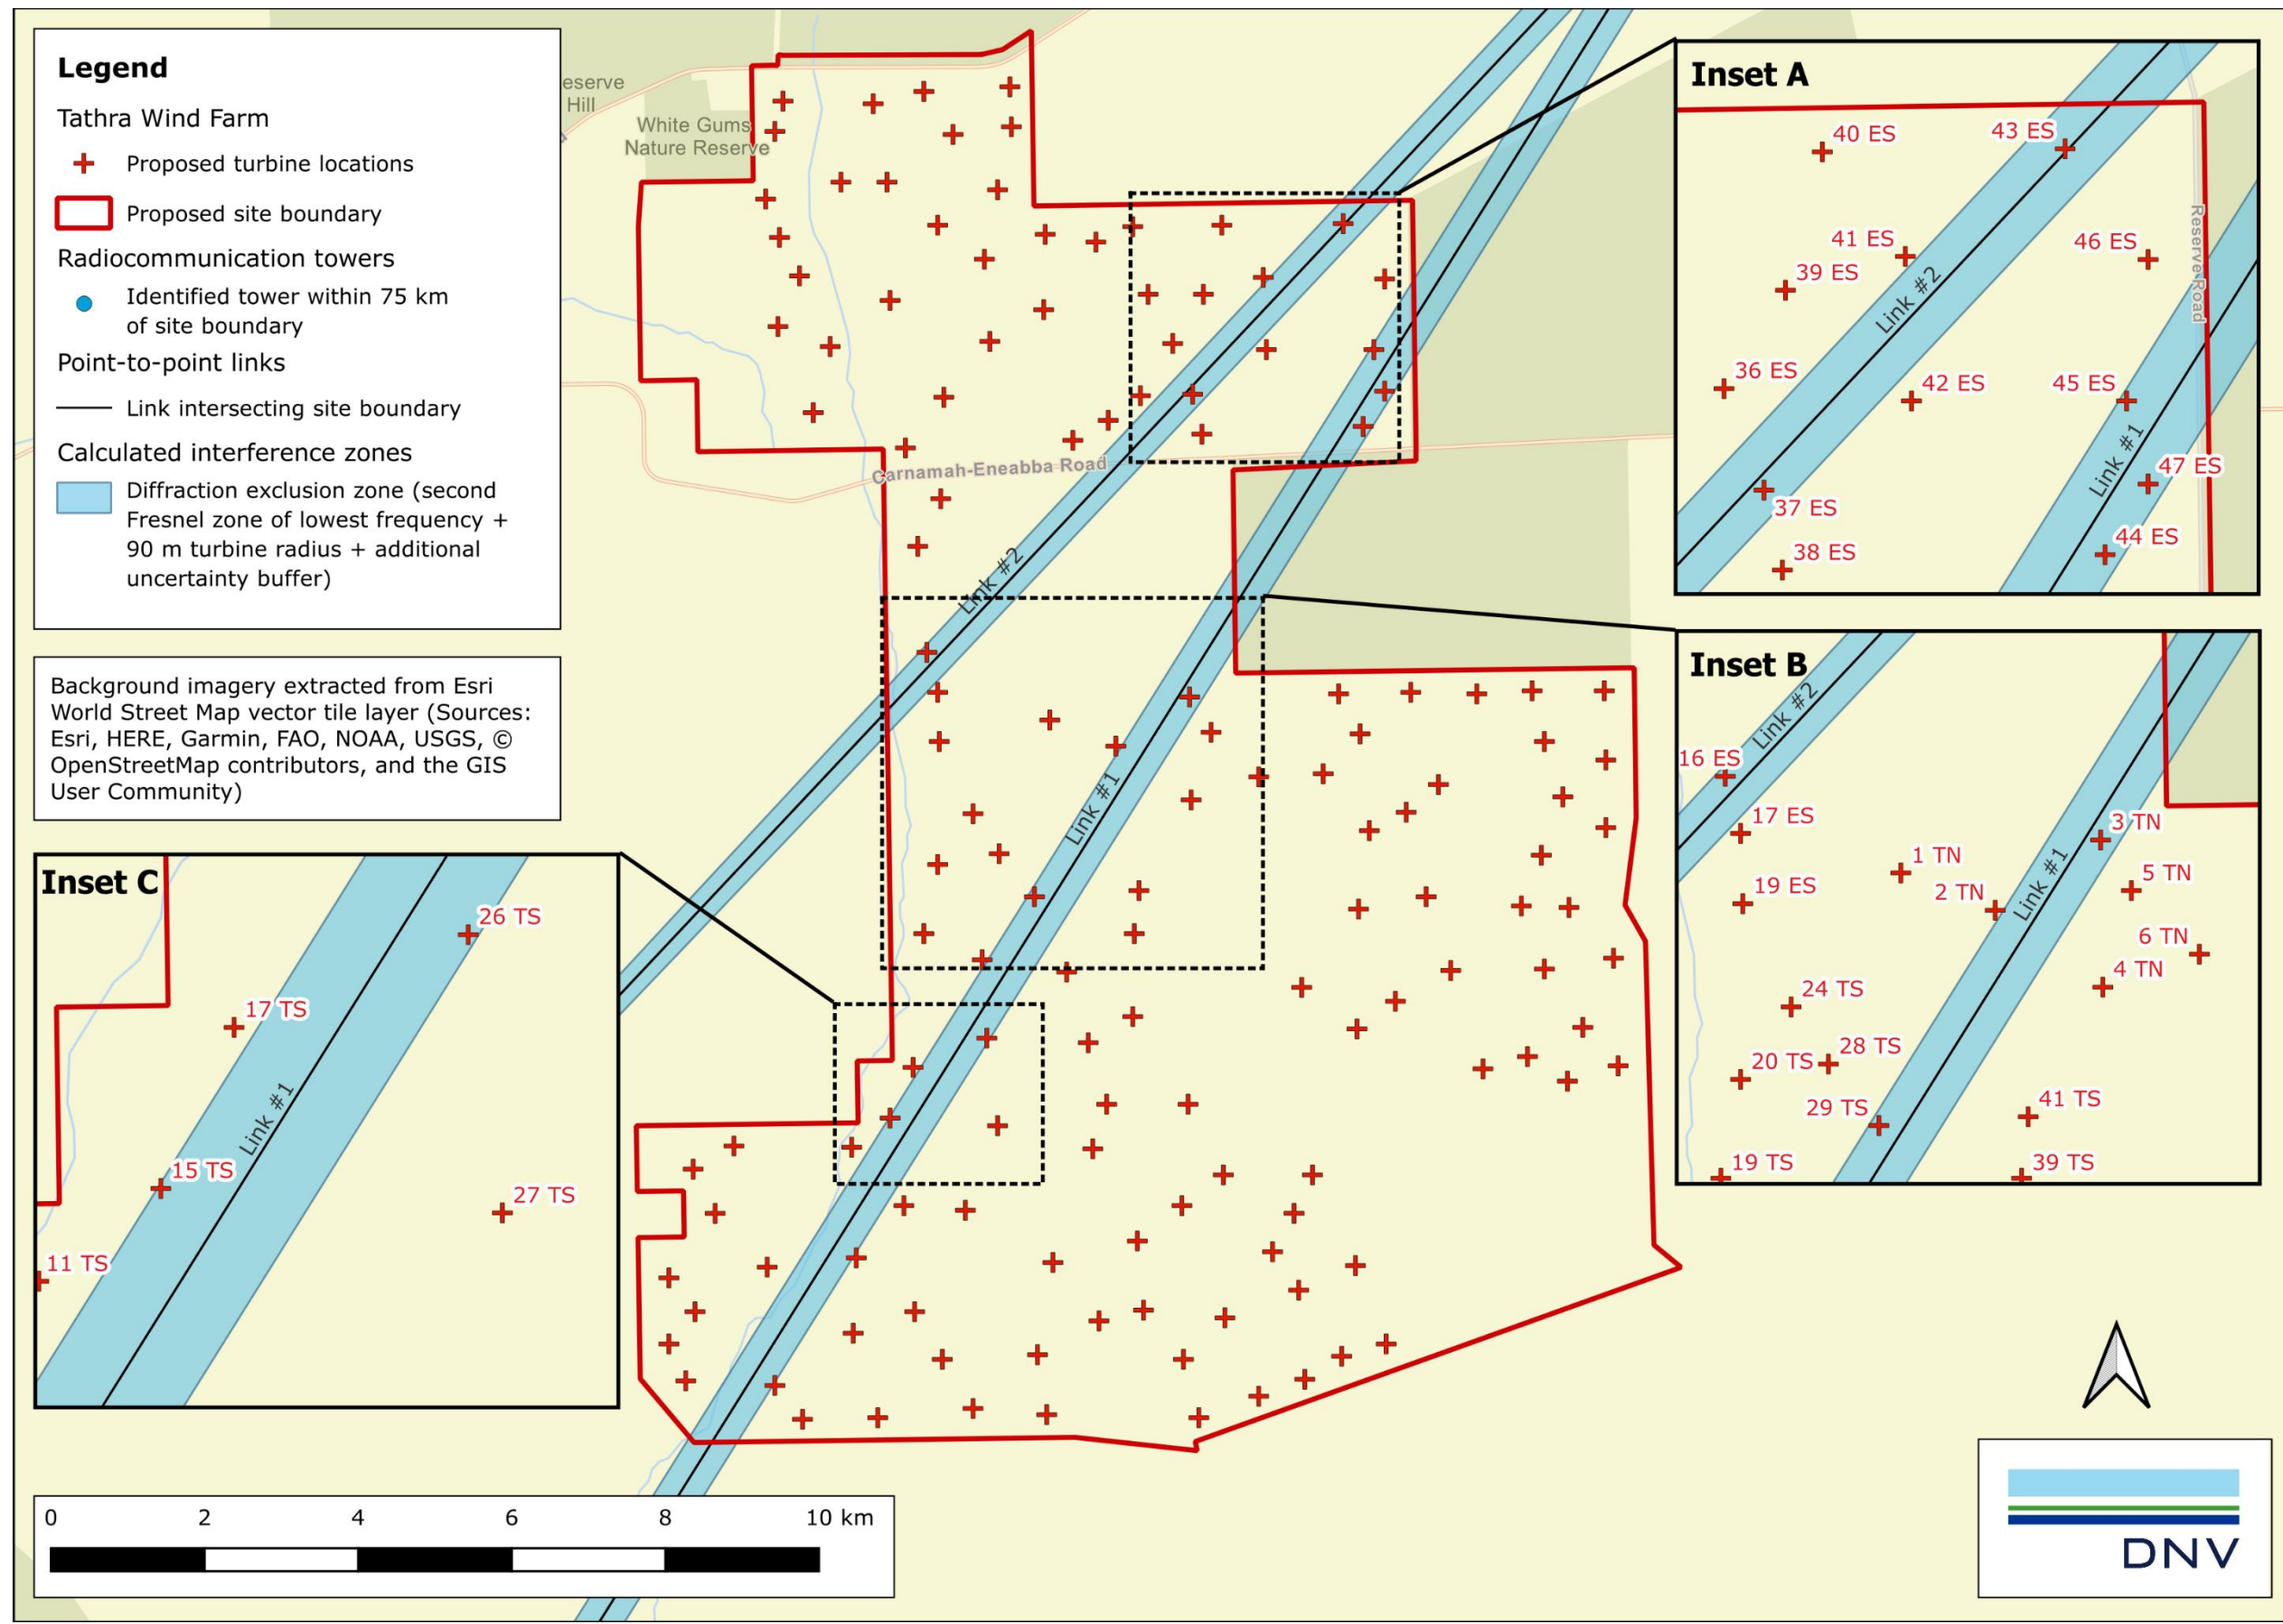 Legend
Tathra Wind Farm
Proposed turbine locations
Proposed site boundary
Radiocommunication towers
Identified tower within 75 km
of site boundary
Point-to-point links
Link intersecting site boundary
Calculated interference zones
Diffraction exclusion zone (second
Fresnel zone of lowest frequency +
90 m turbine radius + additional
uncertainty buffer)
Background imagery extracted from Esri
World Street Map vector tile layer (Sources:
Esri, HERE, Garmin, FAO, NOAA, USGS, ©
OpenStreetMap contributors, and the GIS
User Community)
eserve
Hill
White Gums
Nature Reserve
Carnamah-Eneabba Road
Link #2
Link #1
Inset A
40 ES
43 ES
41 ES
46 ES
39 ES
Reserve Road
Link #2
36 ES
42 ES
45 ES
Link #1
47 ES
37 ES
44 ES
38 ES
Inset B
Link #2
16 ES
17 ES
3 TN
1 TN
5 TN
19 ES
2 TN
Link #1
6 TN
4 TN
24 TS
28 TS
20 TS
29 TS
41 TS
19 TS
39 TS
Inset C
26 TS
17 TS
Link #1
15 TS
27 TS
11 TS
0 2 4 6 8 10 km
DNV